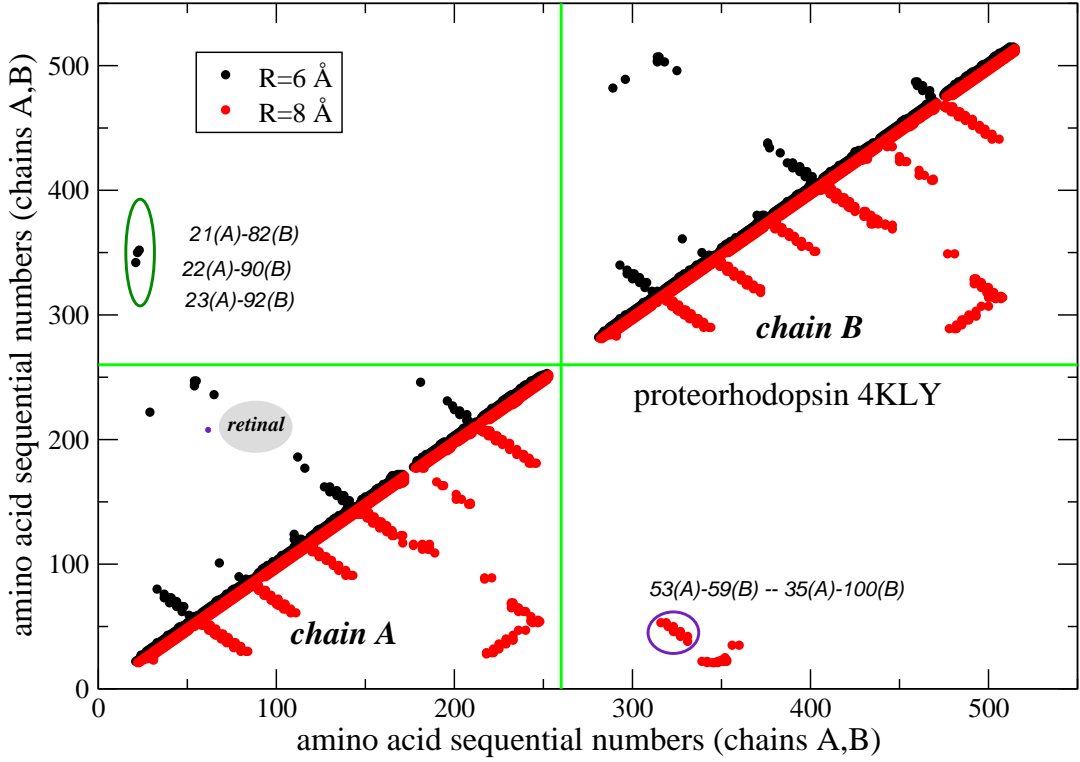 amino acid sequential numbers (chains A,B)
500
400
300
200
100
0
R=6 Å
R=8 Å
21(A)-82(B)
22(A)-90(B)
23(A)-92(B)
chain B
proteorhodopsin 4KLY
retinal
chain A
53(A)-59(B) -- 35(A)-100(B)
0
100
200
300
400
500
amino acid sequential numbers (chains A,B)